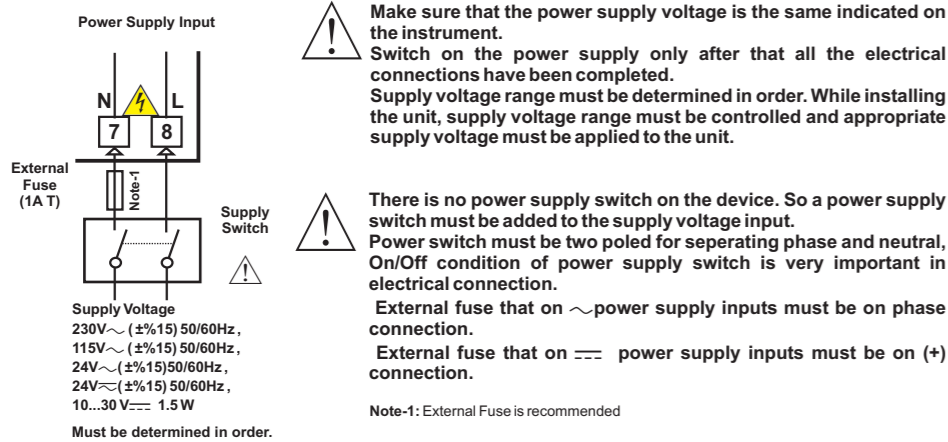 Power Supply Input
N L
7 8
External
Fuse
(1A T)
Note-1
Supply
Switch
Supply Voltage
230V～ ( ±%15) 50/60Hz ,
115V～ ( ±%15) 50/60Hz ,
24V～( ±%15)50/60Hz ,
24V⏦( ±%15) 50/60Hz ,
10...30 V⎓ 1.5 W
Must be determined in order.
Make sure that the power supply voltage is the same indicated on
the instrument.
Switch on the power supply only after that all the electrical
connections have been completed.
Supply voltage range must be determined in order. While installing
the unit, supply voltage range must be controlled and appropriate
supply voltage must be applied to the unit.
There is no power supply switch on the device. So a power supply
switch must be added to the supply voltage input.
Power switch must be two poled for seperating phase and neutral,
On/Off condition of power supply switch is very important in
electrical connection.
External fuse that on ～power supply inputs must be on phase
connection.
External fuse that on ⎓ power supply inputs must be on (+)
connection.
Note-1: External Fuse is recommended